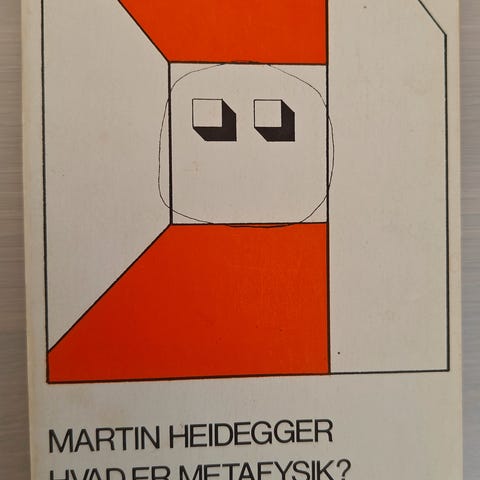 MARTIN HEIDEGGER
HVAD ER METAFYSIK?